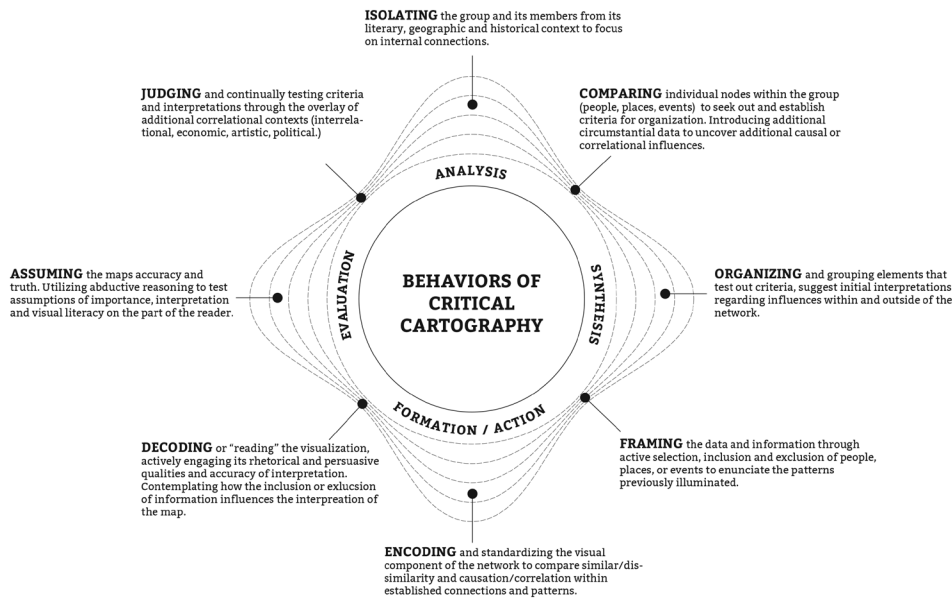 ISOLATING the group and its members from its
literary, geographic and historical context to focus
on internal connections.
JUDGING and continually testing criteria
and interpretations through the overlay of
additional correlational contexts (interrela-
tional, economic, artistic, political.)
COMPARING individual nodes within the group
(people, places, events) to seek out and establish
criteria for organization. Introducing additional
circumstantial data to uncover additional causal or
correlational influences.
ANALYSIS
ASSUMING the maps accuracy and
truth. Utilizing abductive reasoning to test
assumptions of importance, interpretation
and visual literacy on the part of the reader.
EVALUATION
BEHAVIORS OF
CRITICAL
CARTOGRAPHY
SYNTHESIS
ORGANIZING and grouping elements that
test out criteria, suggest initial interpretations
regarding influences within and outside of the
network.
FORMATION / ACTION
DECODING or “reading” the visualization,
actively engaging its rhetorical and persuasive
qualities and accuracy of interpretation.
Contemplating how the inclusion or exlucsion
of information influences the interpreation of
the map.
FRAMING the data and information through
active selection, inclusion and exclusion of people,
places, or events to enunciate the patterns
previously illuminated.
ENCODING and standardizing the visual
component of the network to compare similar/dis-
similarity and causation/correlation within
established connections and patterns.